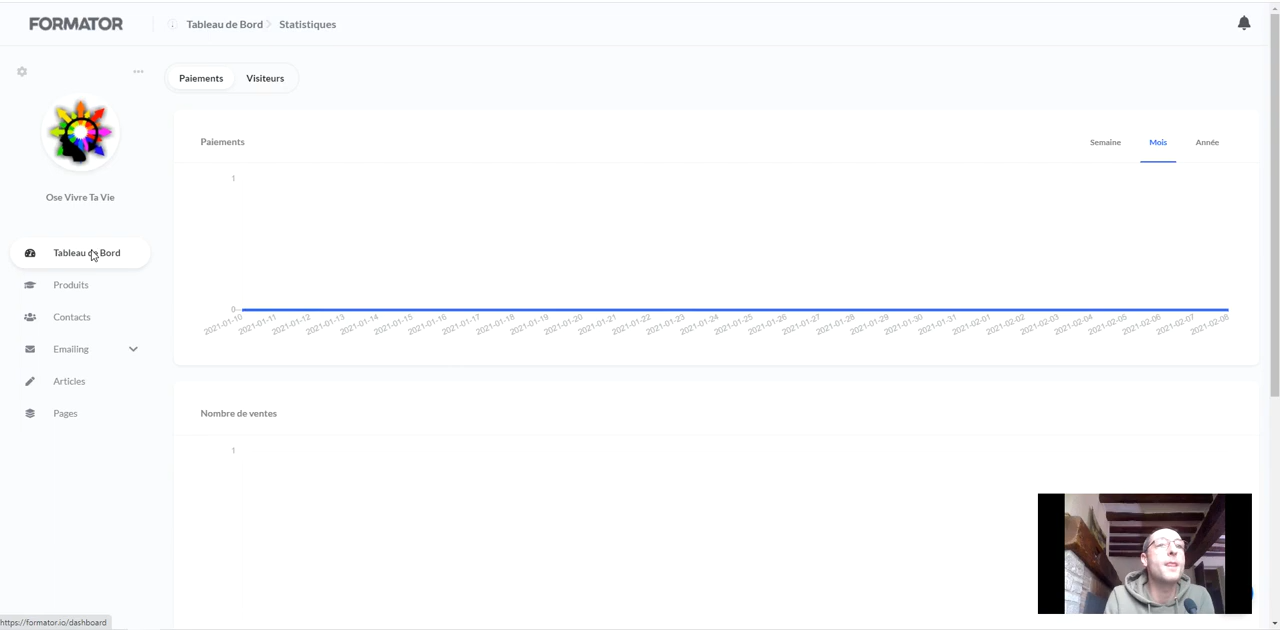 FORMATOR
Tableau de Bord > Statistiques
Paiements Visiteurs
Ose Vivre Ta Vie
Tableau de Bord
Produits
Contacts
Emailing
Articles
Pages
Paiements
Semaine Mois Année
1
0
2021-01-10 2021-01-11 2021-01-12 2021-01-13 2021-01-14 2021-01-15 2021-01-16 2021-01-17 2021-01-18 2021-01-19 2021-01-20 2021-01-21 2021-01-22 2021-01-23 2021-01-24 2021-01-25 2021-01-26 2021-01-27 2021-01-28 2021-01-29 2021-01-30 2021-01-31 2021-02-01 2021-02-02 2021-02-03 2021-02-04 2021-02-05 2021-02-06 2021-02-07 2021-02-08
Nombre de ventes
1
https://formator.io/dashboard